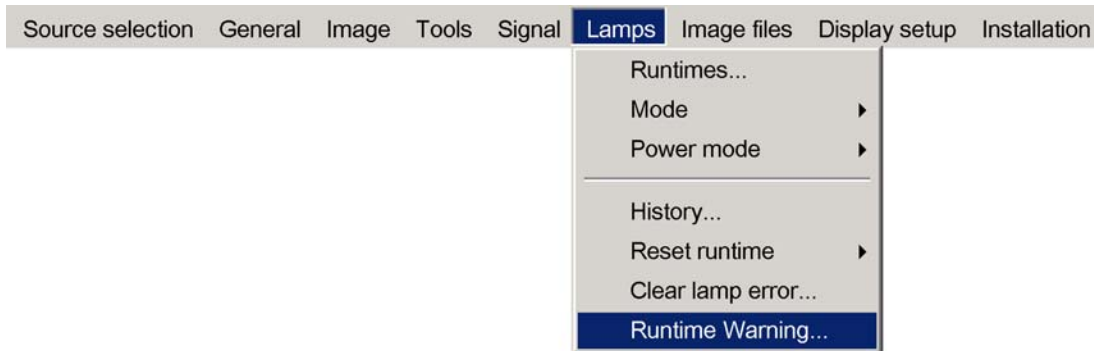 Source selection General Image Tools Signal Lamps Image files Display setup Installation
Runtimes...
Mode
Power mode
History...
Reset runtime
Clear lamp error...
Runtime Warning...